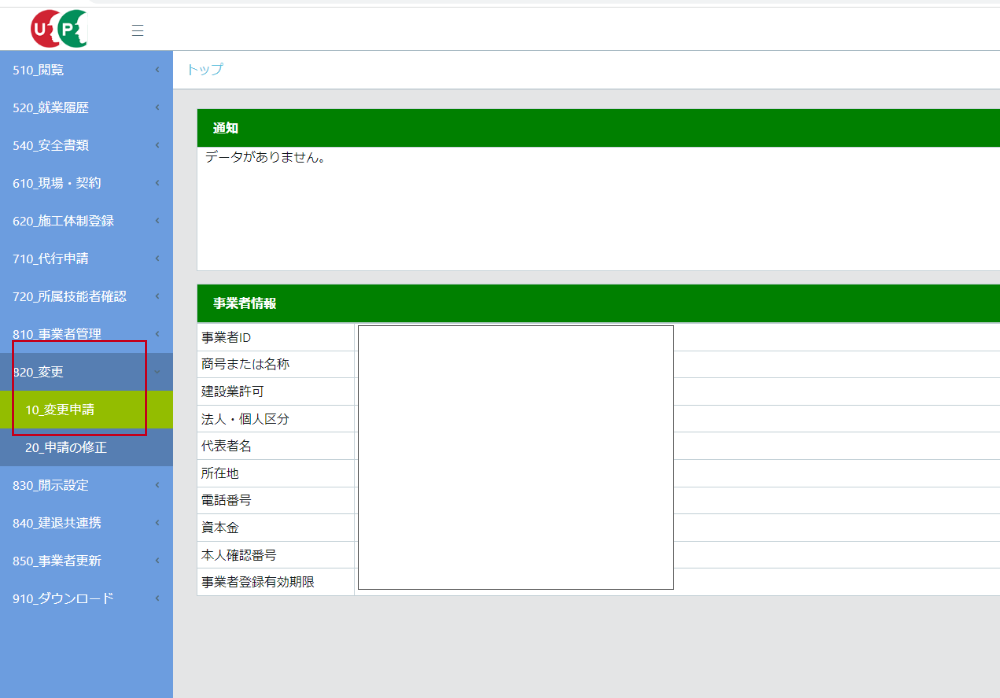 UP
510_閲覧
520_就業履歴
540_安全書類
610_現場・契約
620_施工体制登録
710_代行申請
720_所属技能者確認
810_事業者管理
820_変更
10_変更申請
20_申請の修正
830_開示設定
840_建退共連携
850_事業者更新
910_ダウンロード
トップ
通知
データがありません。
事業者情報
事業者ID
商号または名称
建設業許可
法人・個人区分
代表者名
所在地
電話番号
資本金
本人確認番号
事業者登録有効期限